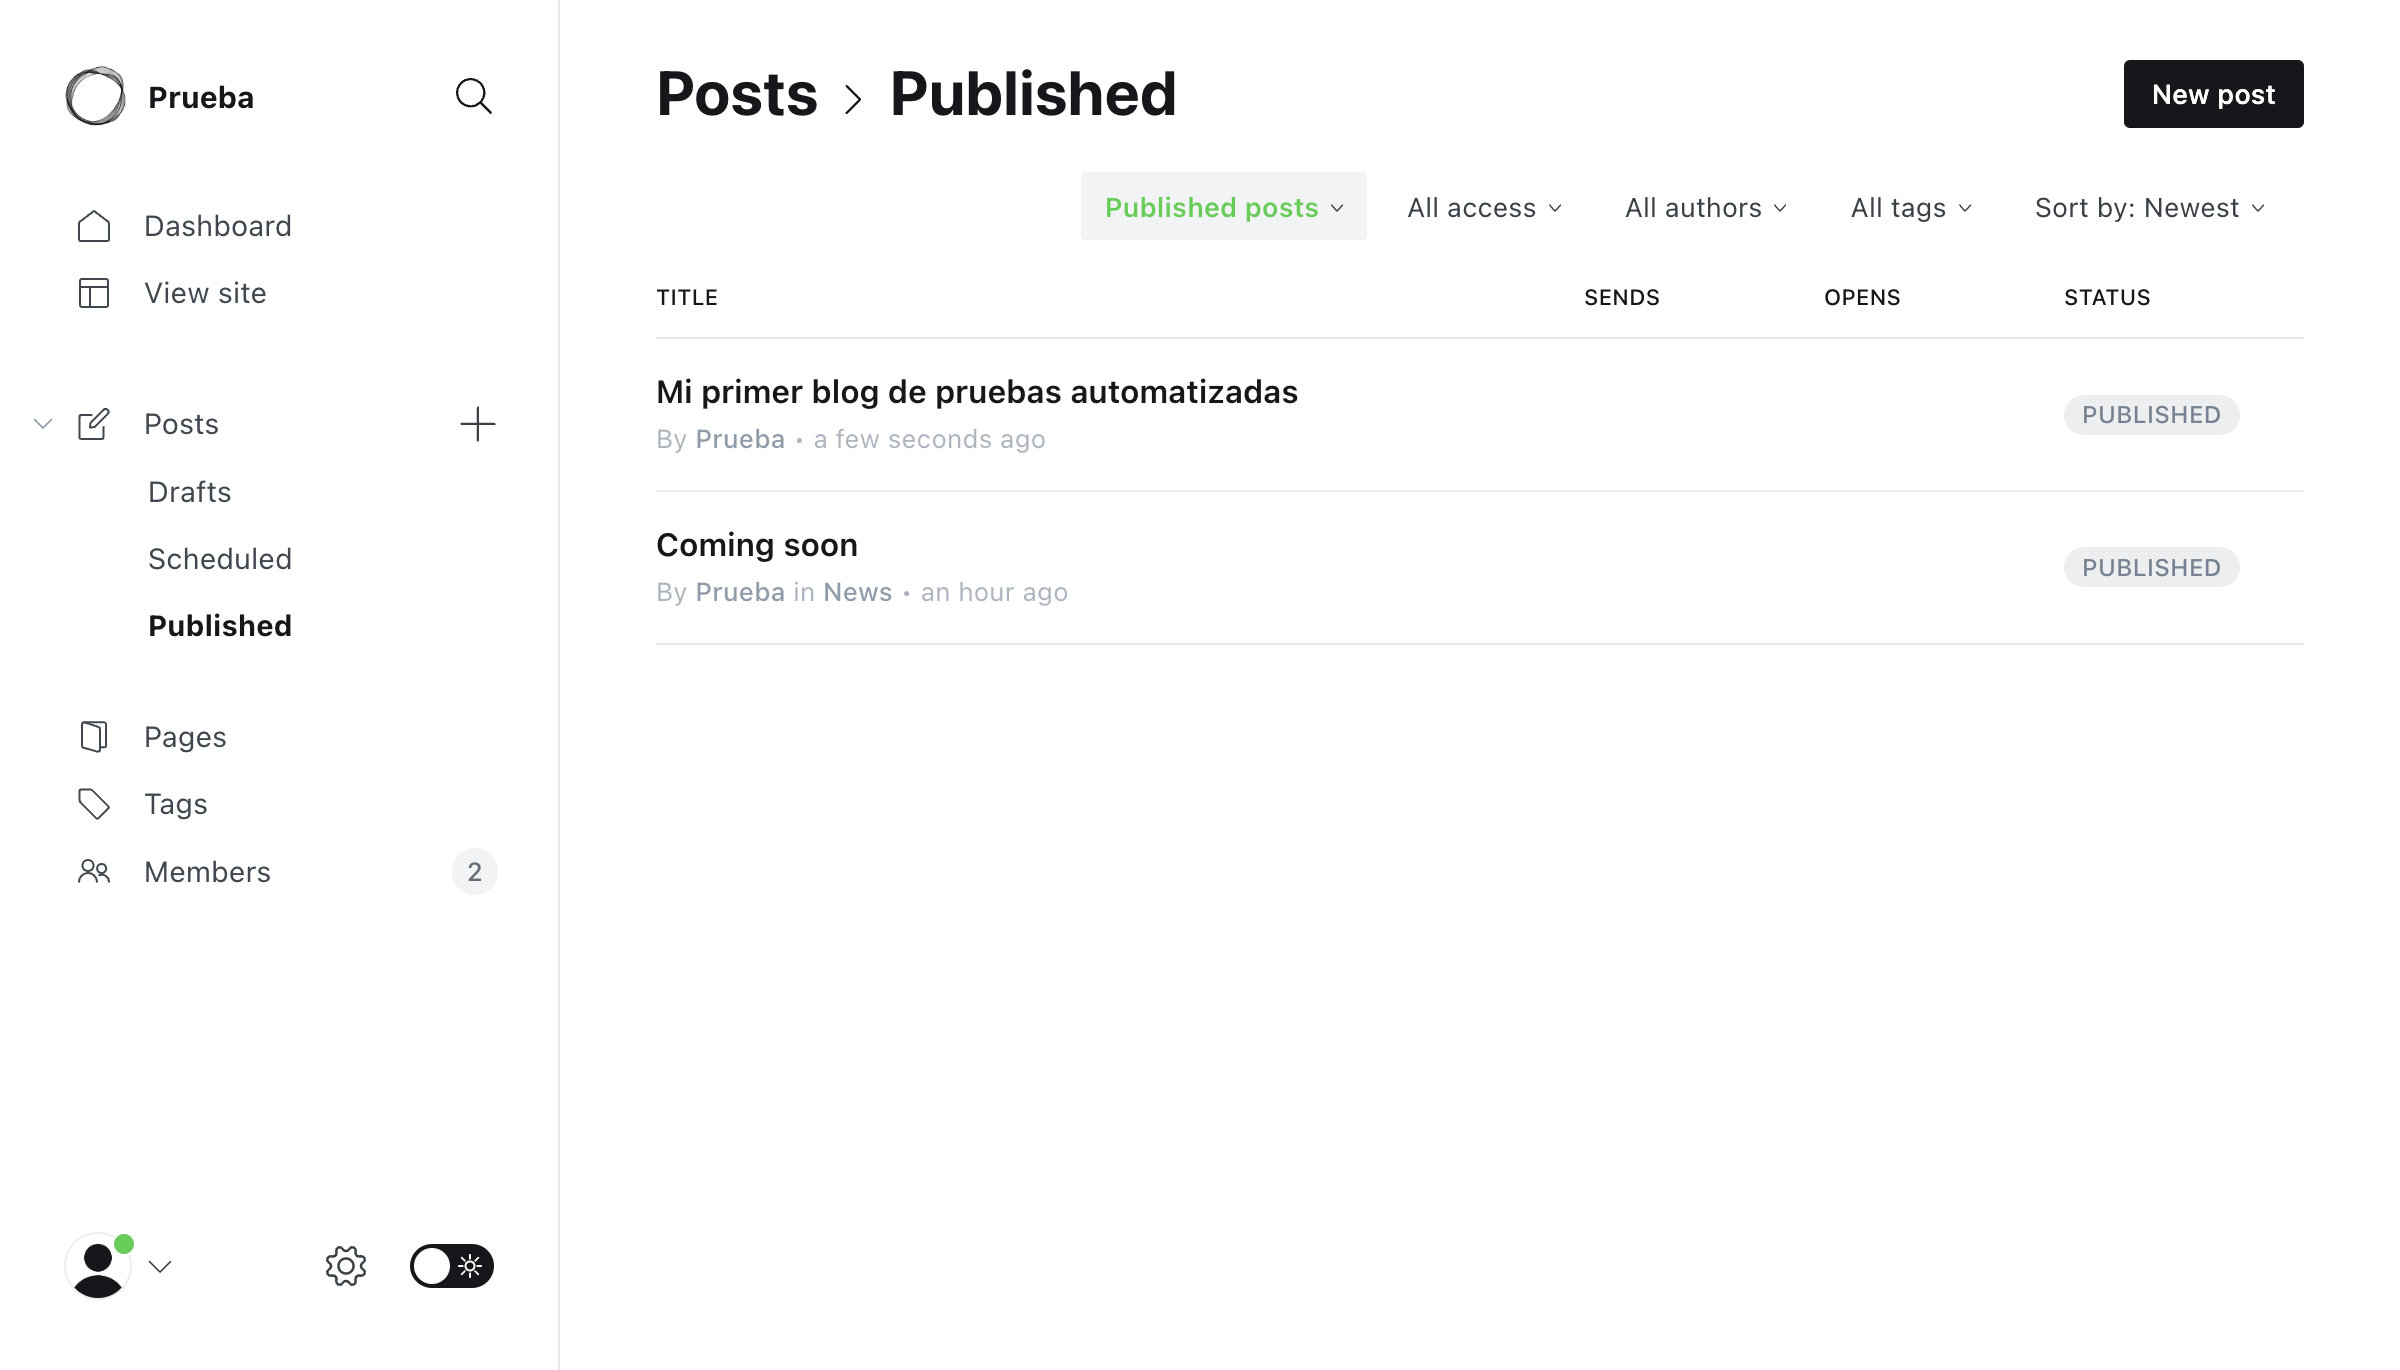 Prueba
Dashboard
View site
Posts
Drafts
Scheduled
Published
Pages
Tags
Members 2
Posts > Published
New post
Published posts All access All authors All tags Sort by: Newest
TITLE SENDS OPENS STATUS
Mi primer blog de pruebas automatizadas
By Prueba • a few seconds ago
PUBLISHED
Coming soon
By Prueba in News • an hour ago
PUBLISHED